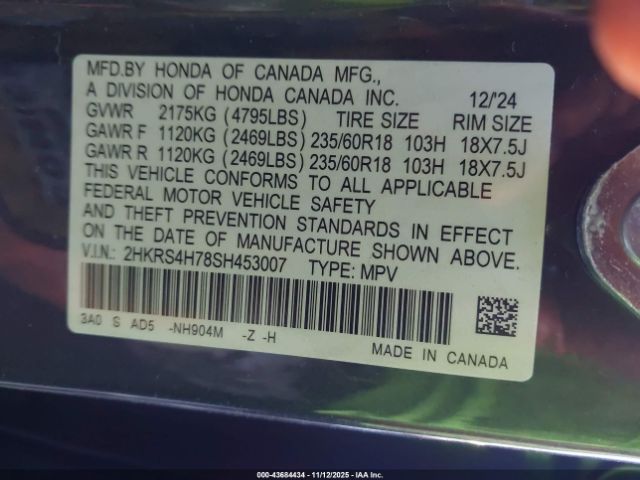 MFD.BY HONDA OF CANADA MFG.,
A DIVISION OF HONDA CANADA INC. 12/'24
GVWR 2175KG (4795LBS) TIRE SIZE RIM SIZE
GAWR F 1120KG (2469LBS) 235/60R18 103H 18X7.5J
GAWR R 1120KG (2469LBS) 235/60R18 103H 18X7.5J
THIS VEHICLE CONFORMS TO ALL APPLICABLE
FEDERAL MOTOR VEHICLE SAFETY
AND THEFT PREVENTION STANDARDS IN EFFECT
ON THE DATE OF MANUFACTURE SHOWN ABOVE.
V.I.N: 2HKRS4H78SH453007 TYPE: MPV
3A0 S AD5 -NH904M -Z -H
MADE IN CANADA
000-43684434 - 11/12/2025 - IAA Inc.